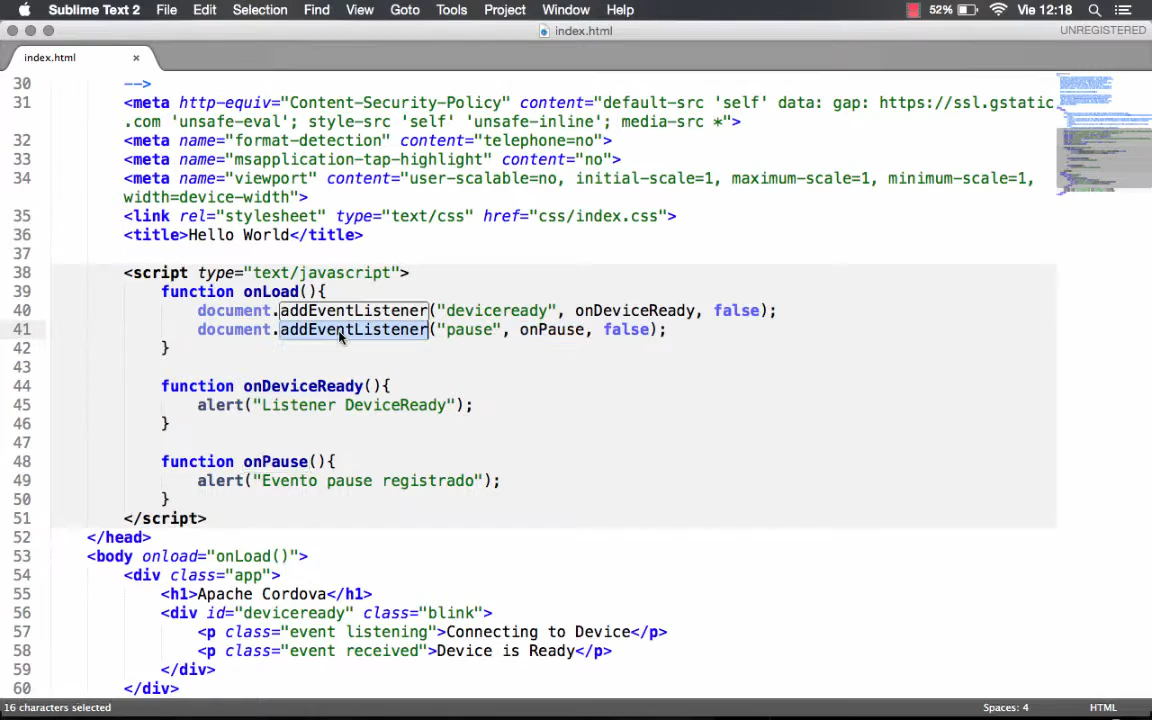 Sublime Text 2 File Edit Selection Find View Goto Tools Project Window Help 52% Vie 12:18
index.html UNREGISTERED
index.html ×
30 -->
31 <meta http-equiv="Content-Security-Policy" content="default-src 'self' data: gap: https://ssl.gstatic
.com 'unsafe-eval'; style-src 'self' 'unsafe-inline'; media-src *">
32 <meta name="format-detection" content="telephone=no">
33 <meta name="msapplication-tap-highlight" content="no">
34 <meta name="viewport" content="user-scalable=no, initial-scale=1, maximum-scale=1, minimum-scale=1,
width=device-width">
35 <link rel="stylesheet" type="text/css" href="css/index.css">
36 <title>Hello World</title>
37
38 <script type="text/javascript">
39 function onLoad(){
40 document.addEventListener("deviceready", onDeviceReady, false);
41 document.addEventListener("pause", onPause, false);
42 }
43
44 function onDeviceReady(){
45 alert("Listener DeviceReady");
46 }
47
48 function onPause(){
49 alert("Evento pause registrado");
50 }
51 </script>
52 </head>
53 <body onload="onLoad()">
54 <div class="app">
55 <h1>Apache Cordova</h1>
56 <div id="deviceready" class="blink">
57 <p class="event listening">Connecting to Device</p>
58 <p class="event received">Device is Ready</p>
59 </div>
60 </div>
16 characters selected Spaces: 4 HTML